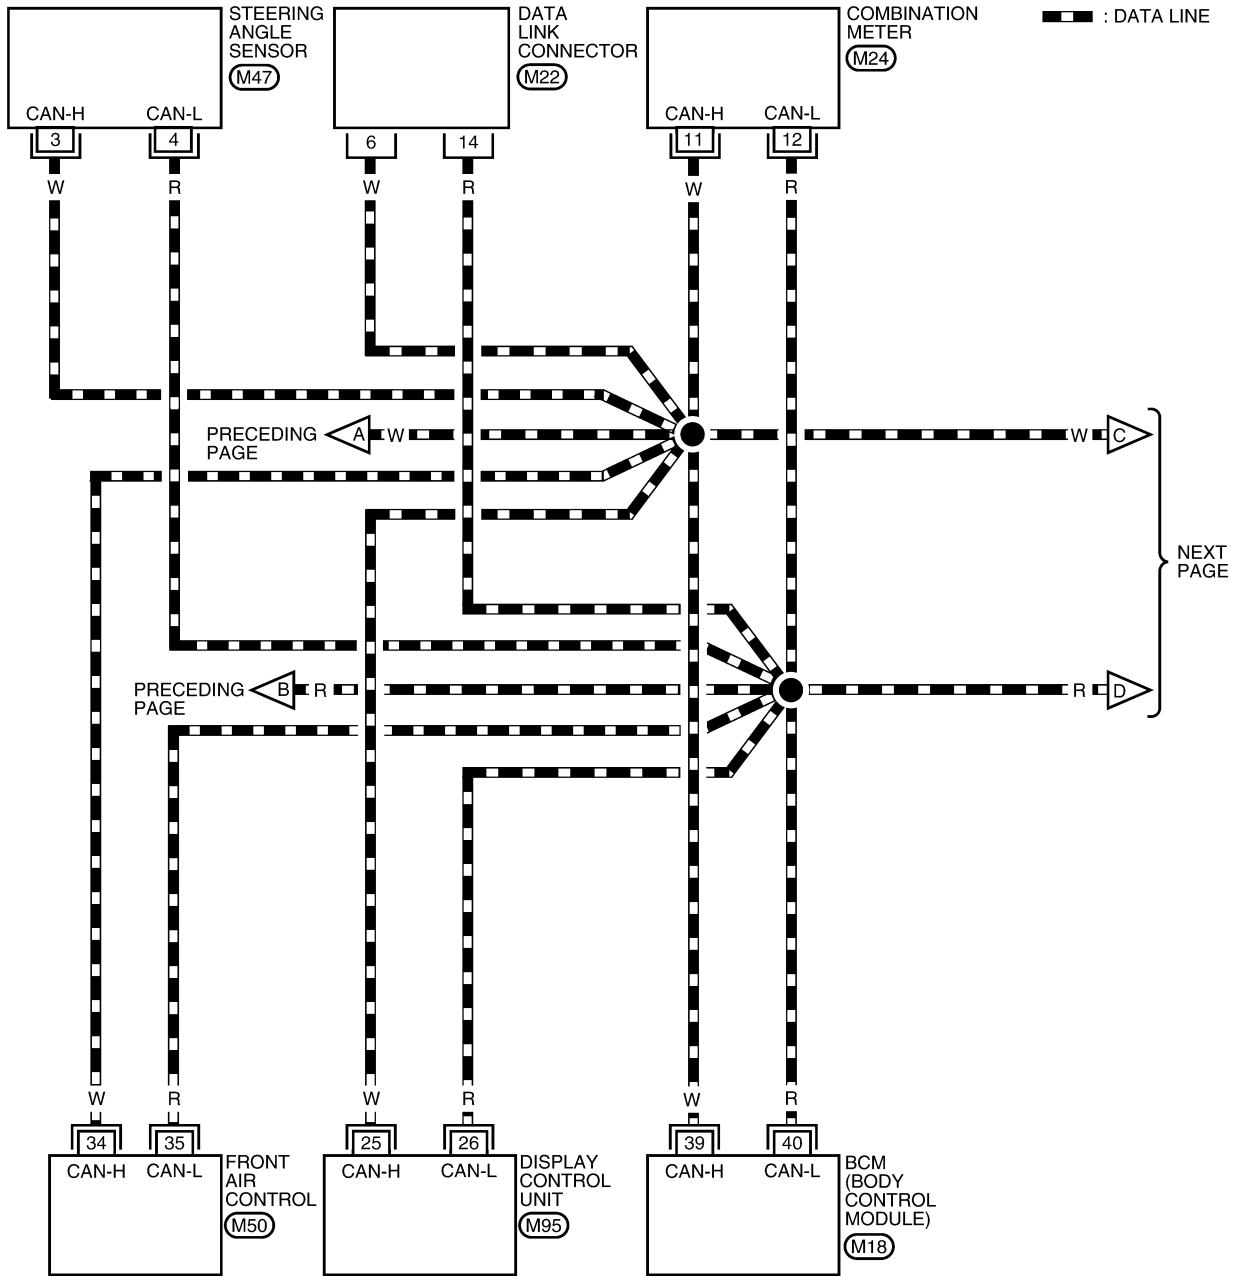 STEERING
ANGLE
SENSOR
M47
DATA
LINK
CONNECTOR
M22
COMBINATION
METER
M24
: DATA LINE
CAN-H CAN-L
CAN-H CAN-L
3 4 6 14 11 12
W R W R W R
PRECEDING
PAGE
A W
W C
NEXT
PAGE
PRECEDING
PAGE
B R
R D
W R W R W R
34 35 25 26 39 40
CAN-H CAN-L
CAN-H CAN-L
CAN-H CAN-L
FRONT
AIR
CONTROL
M50
DISPLAY
CONTROL
UNIT
M95
BCM
(BODY
CONTROL
MODULE)
M18